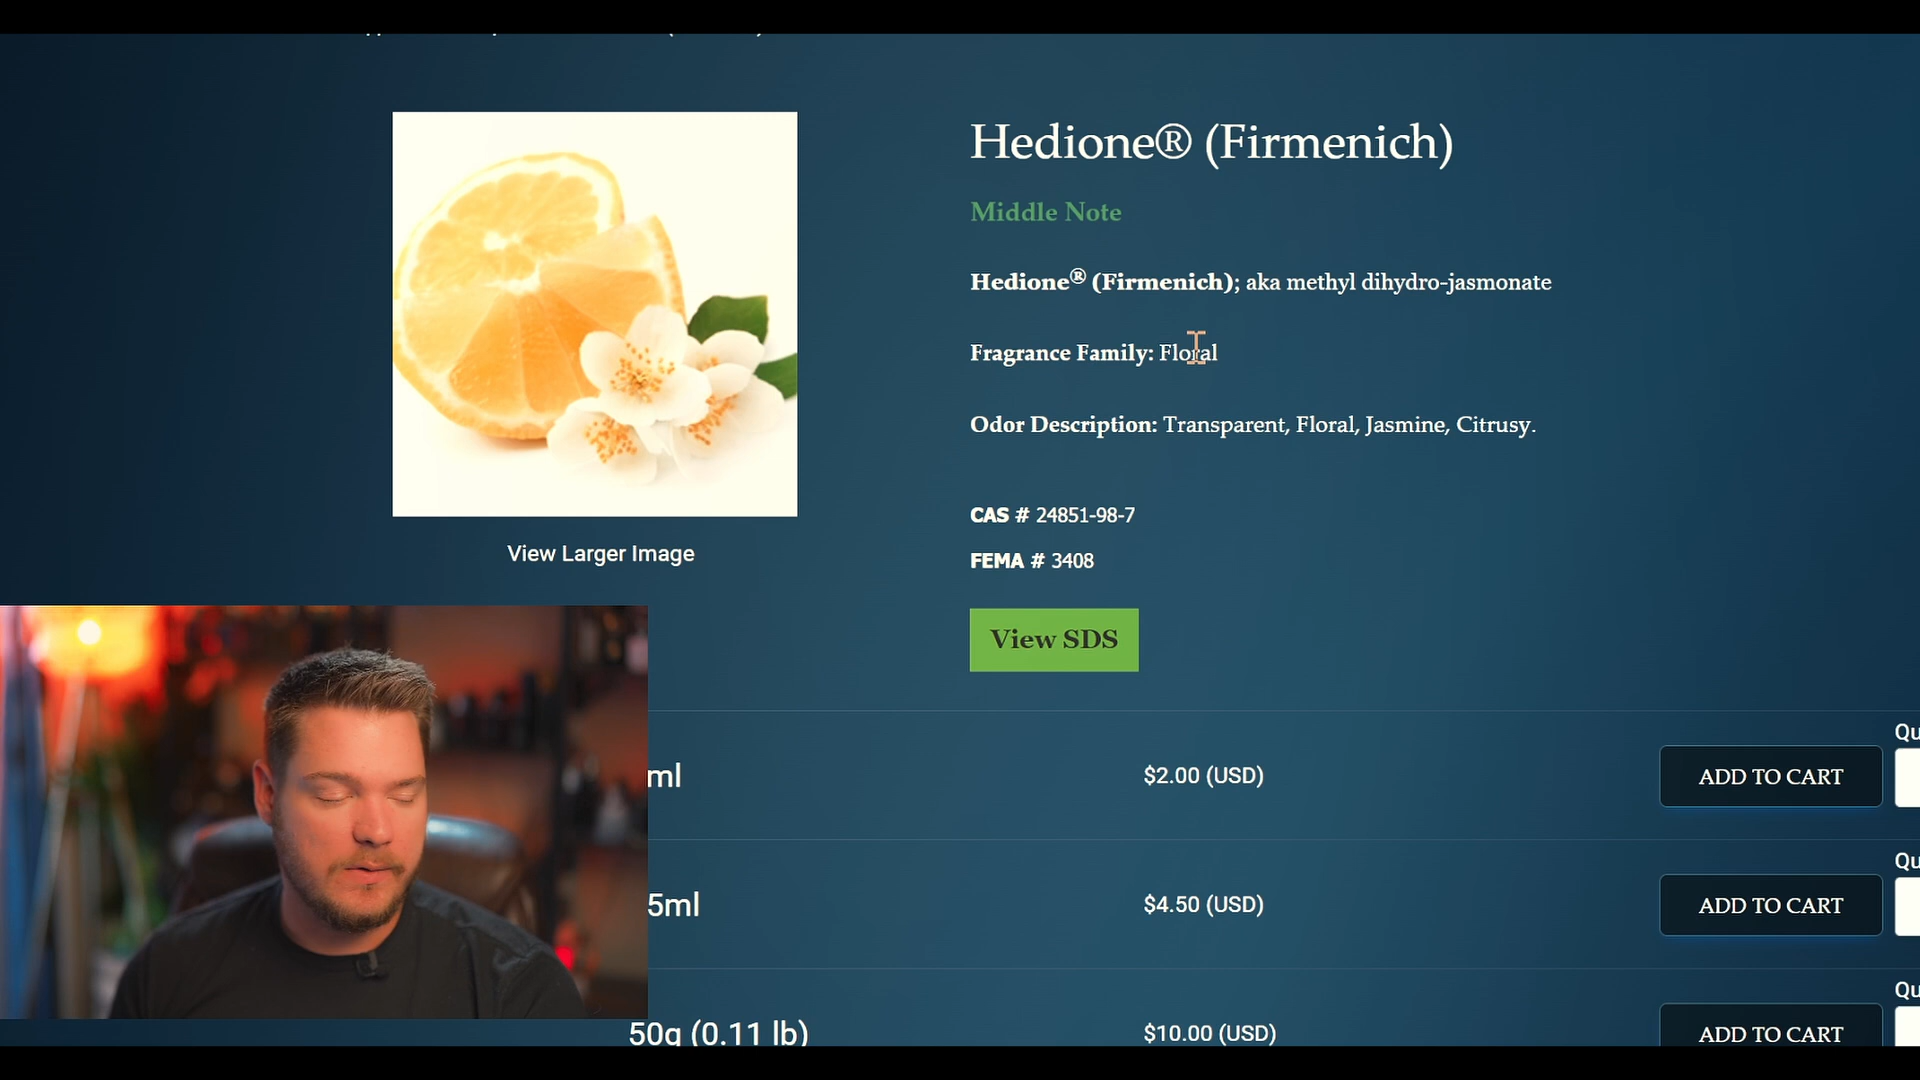 Hedione® (Firmenich)
Middle Note
Hedione® (Firmenich); aka methyl dihydro-jasmonate
Fragrance Family: Floral
Odor Description: Transparent, Floral, Jasmine, Citrusy.
CAS # 24851-98-7
FEMA # 3408
View Larger Image
View SDS
Qu
ml $2.00 (USD) ADD TO CART
Qu
5ml $4.50 (USD) ADD TO CART
Qu
50g (0.11 lb) $10.00 (USD) ADD TO CART